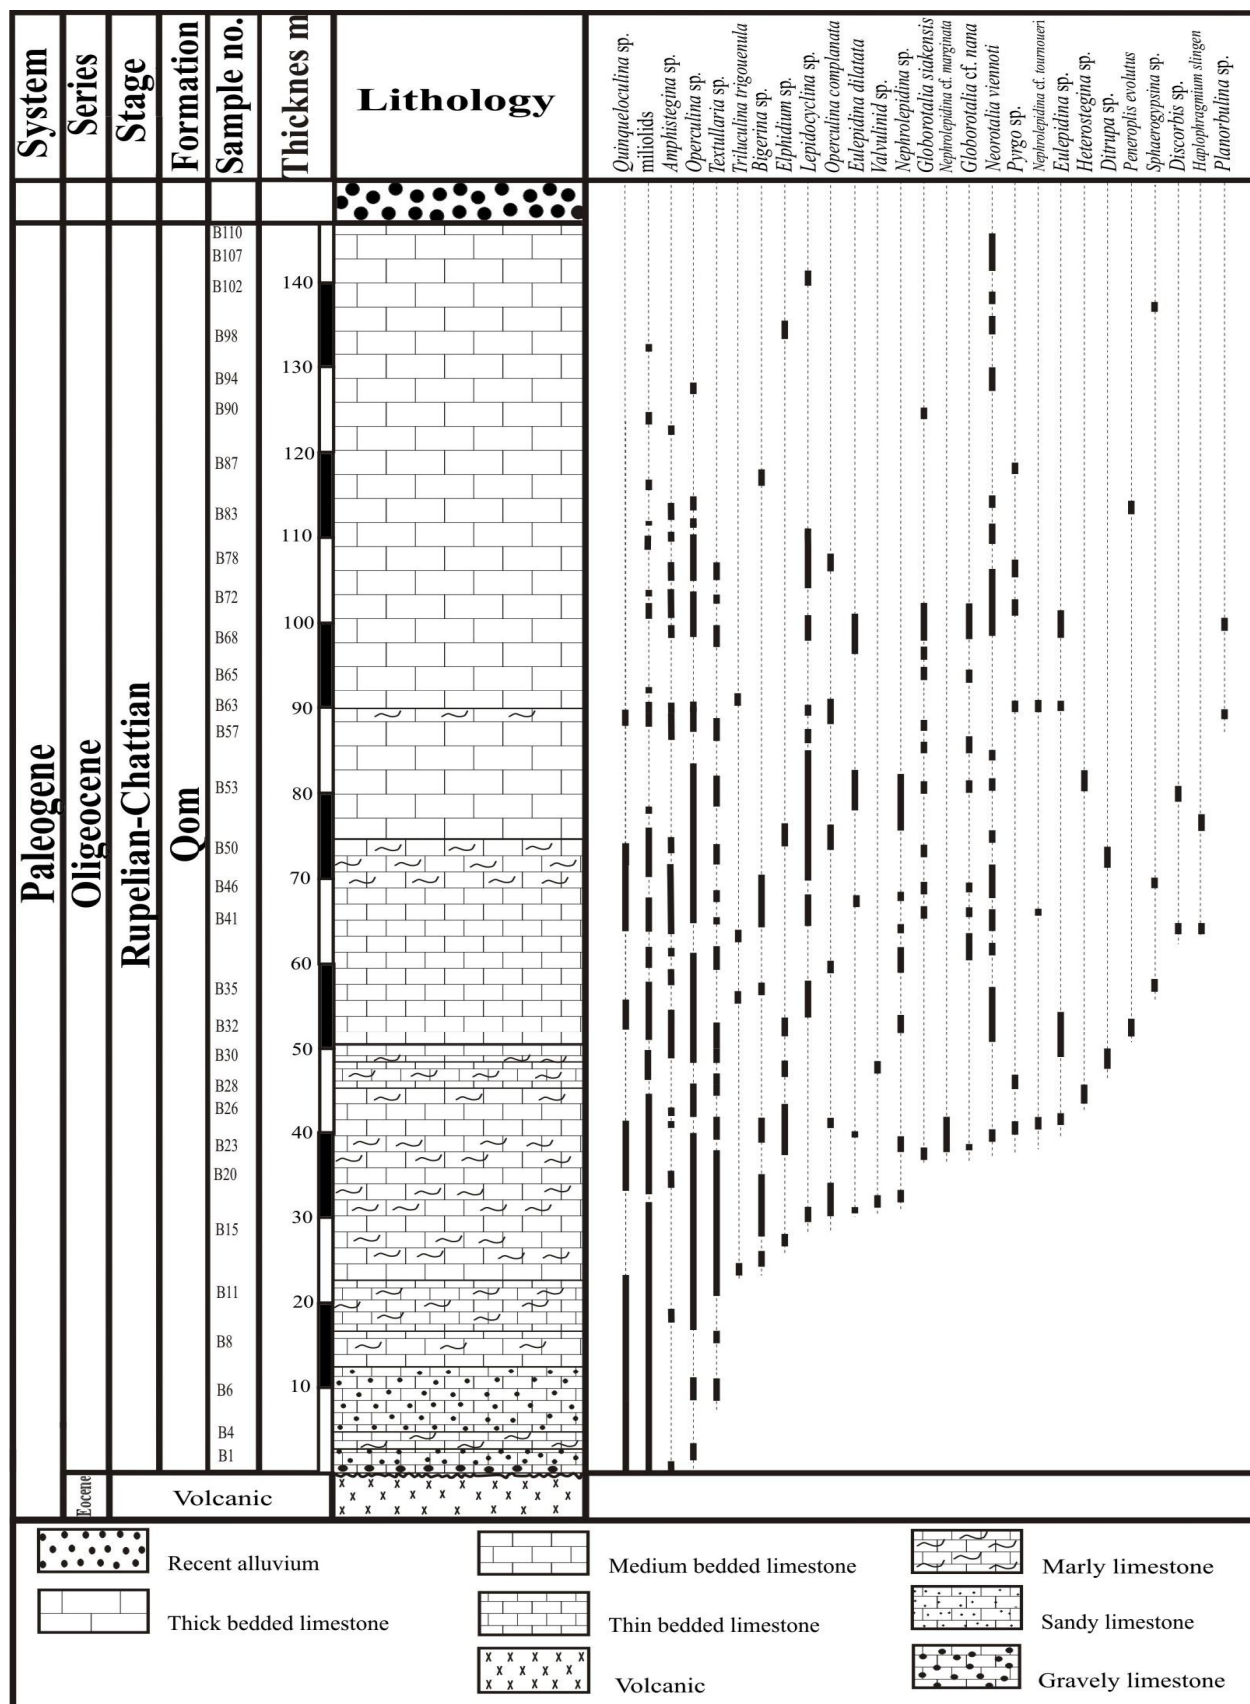 System
Series
Stage
Formation
Sample no.
Thicknes m
Lithology
Quinqueloculina sp.
miliolids
Amphistegina sp.
Operculina sp.
Textullaria sp.
Triluculina trigouenula
Bigerina sp.
Elphidium sp.
Lepidocyclina sp.
Operculina complanata
Eulepidina dilatata
Valvulinid sp.
Nephrolepidina sp.
Globorotalia siakensis
Nephrolepidina cf. marginata
Globorotalia cf. nana
Neorotalia viennoti
Pyrgo sp.
Nephrolepidina cf. tournoueri
Eulepidina sp.
Heterostegina sp.
Ditrupa sp.
Peneroplis evolutus
Sphaerogypsina sp.
Discorbis sp.
Haplophragmium slingen
Planorbulina sp.
Paleogene
Oligeocene
Rupelian-Chattian
Qom
B110
B107
B102
B98
B94
B90
B87
B83
B78
B72
B68
B65
B63
B57
B53
B50
B46
B41
B35
B32
B30
B28
B26
B23
B20
B15
B11
B8
B6
B4
B1
140
130
120
110
100
90
80
70
60
50
40
30
20
10
Eocene
Volcanic
Recent alluvium
Medium bedded limestone
Marly limestone
Thick bedded limestone
Thin bedded limestone
Sandy limestone
Volcanic
Gravely limestone